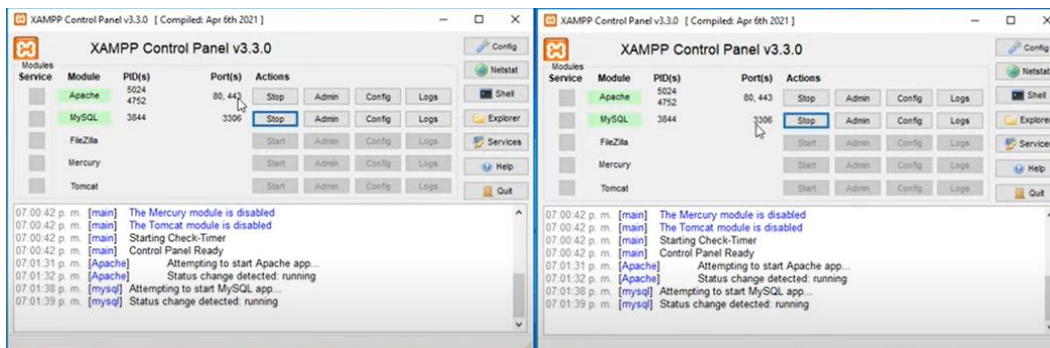 XAMPP Control Panel v3.3.0 [ Compiled: Apr 6th 2021 ]
XAMPP Control Panel v3.3.0
Config
Modules
Service Module PID(s) Port(s) Actions
Netstat
Apache 5024 4752 80, 443 Stop Admin Config Logs
Shell
MySQL 3844 3306 Stop Admin Config Logs
Explorer
FileZilla Start Admin Config Logs
Services
Mercury Start Admin Config Logs
Help
Tomcat Start Admin Config Logs
Quit
07:00:42 p. m. [main] The Mercury module is disabled
07:00:42 p. m. [main] The Tomcat module is disabled
07:00:42 p. m. [main] Starting Check-Timer
07:00:42 p. m. [main] Control Panel Ready
07:01:31 p. m. [Apache] Attempting to start Apache app...
07:01:32 p. m. [Apache] Status change detected: running
07:01:38 p. m. [mysql] Attempting to start MySQL app...
07:01:39 p. m. [mysql] Status change detected: running
XAMPP Control Panel v3.3.0 [ Compiled: Apr 6th 2021 ]
XAMPP Control Panel v3.3.0
Config
Modules
Service Module PID(s) Port(s) Actions
Netstat
Apache 5024 4752 80, 443 Stop Admin Config Logs
Shell
MySQL 3844 3306 Stop Admin Config Logs
Explorer
FileZilla Start Admin Config Logs
Services
Mercury Start Admin Config Logs
Help
Tomcat Start Admin Config Logs
Quit
07:00:42 p. m. [main] The Mercury module is disabled
07:00:42 p. m. [main] The Tomcat module is disabled
07:00:42 p. m. [main] Starting Check-Timer
07:00:42 p. m. [main] Control Panel Ready
07:01:31 p. m. [Apache] Attempting to start Apache app...
07:01:32 p. m. [Apache] Status change detected: running
07:01:38 p. m. [mysql] Attempting to start MySQL app...
07:01:39 p. m. [mysql] Status change detected: running